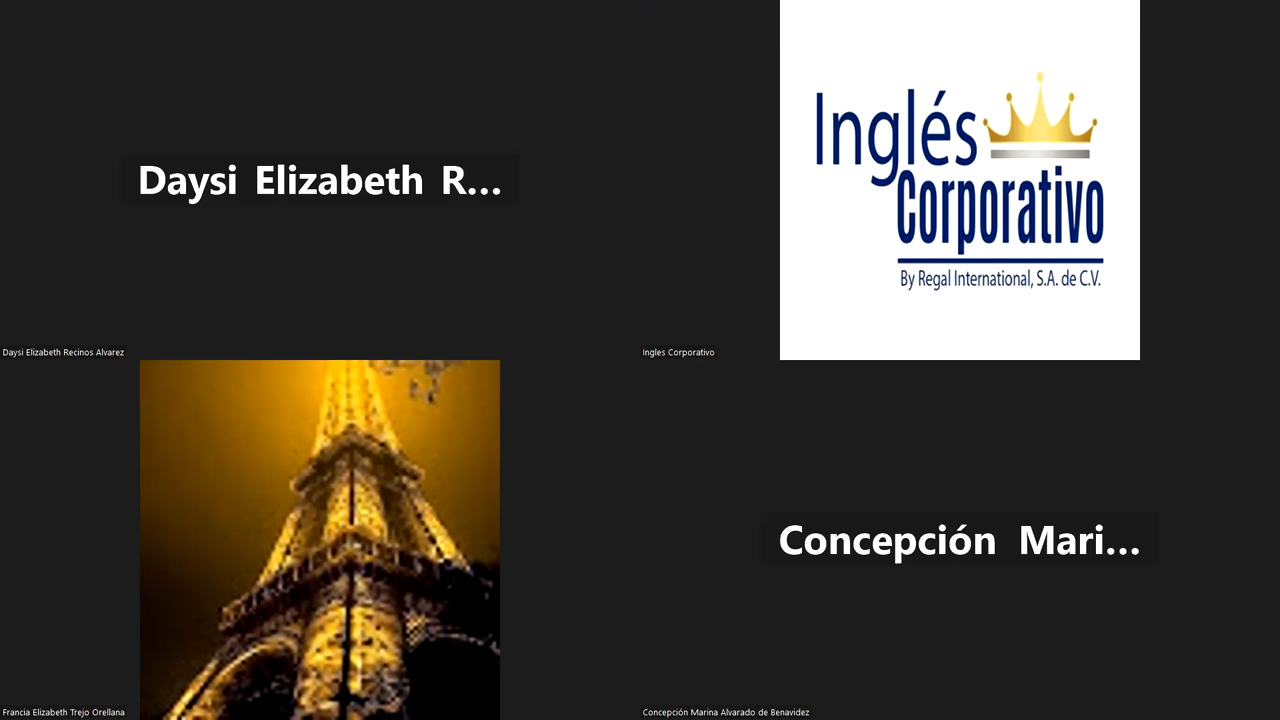 Daysi Elizabeth R...
Daysi Elizabeth Recinos Alvarez
Inglés
Corporativo
By Regal International, S.A. de C.V.
Ingles Corporativo
Francia Elizabeth Trejo Orellana
Concepción Mari...
Concepción Marina Alvarado de Benavidez